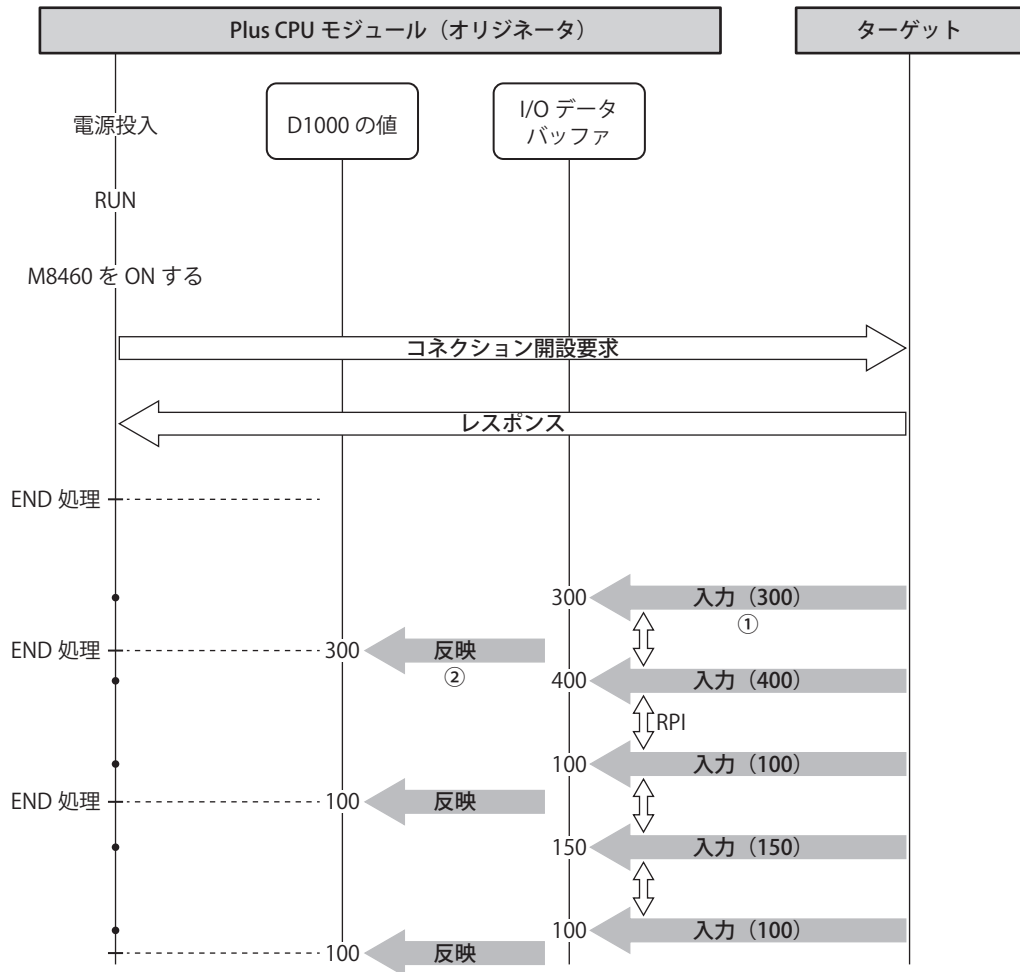 Plus CPU モジュール（オリジネータ）
ターゲット
電源投入
D1000 の値
I/O データ
バッファ
RUN
M8460 を ON する
コネクション開設要求
レスポンス
END 処理
300
入力（300）
①
END 処理
300
反映
②
400
入力（400）
RPI
100
入力（100）
END 処理
100
反映
150
入力（150）
100
入力（100）
100
反映